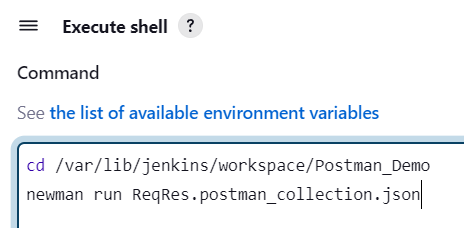 Execute shell ?
Command
See the list of available environment variables
cd /var/lib/jenkins/workspace/Postman_Demo
newman run ReqRes.postman_collection.json